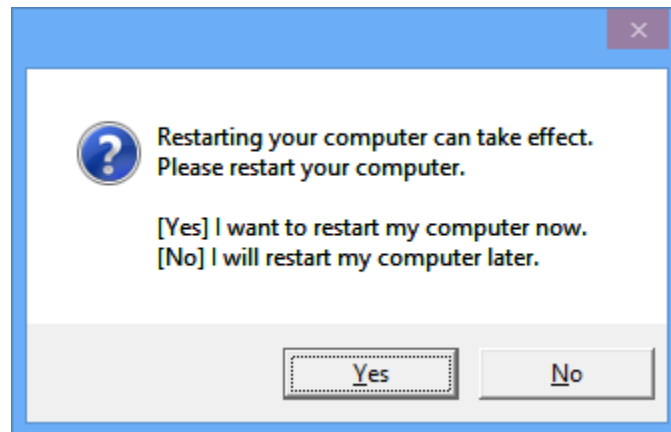 Restarting your computer can take effect.
Please restart your computer.
[Yes] I want to restart my computer now.
[No] I will restart my computer later.
Yes
No